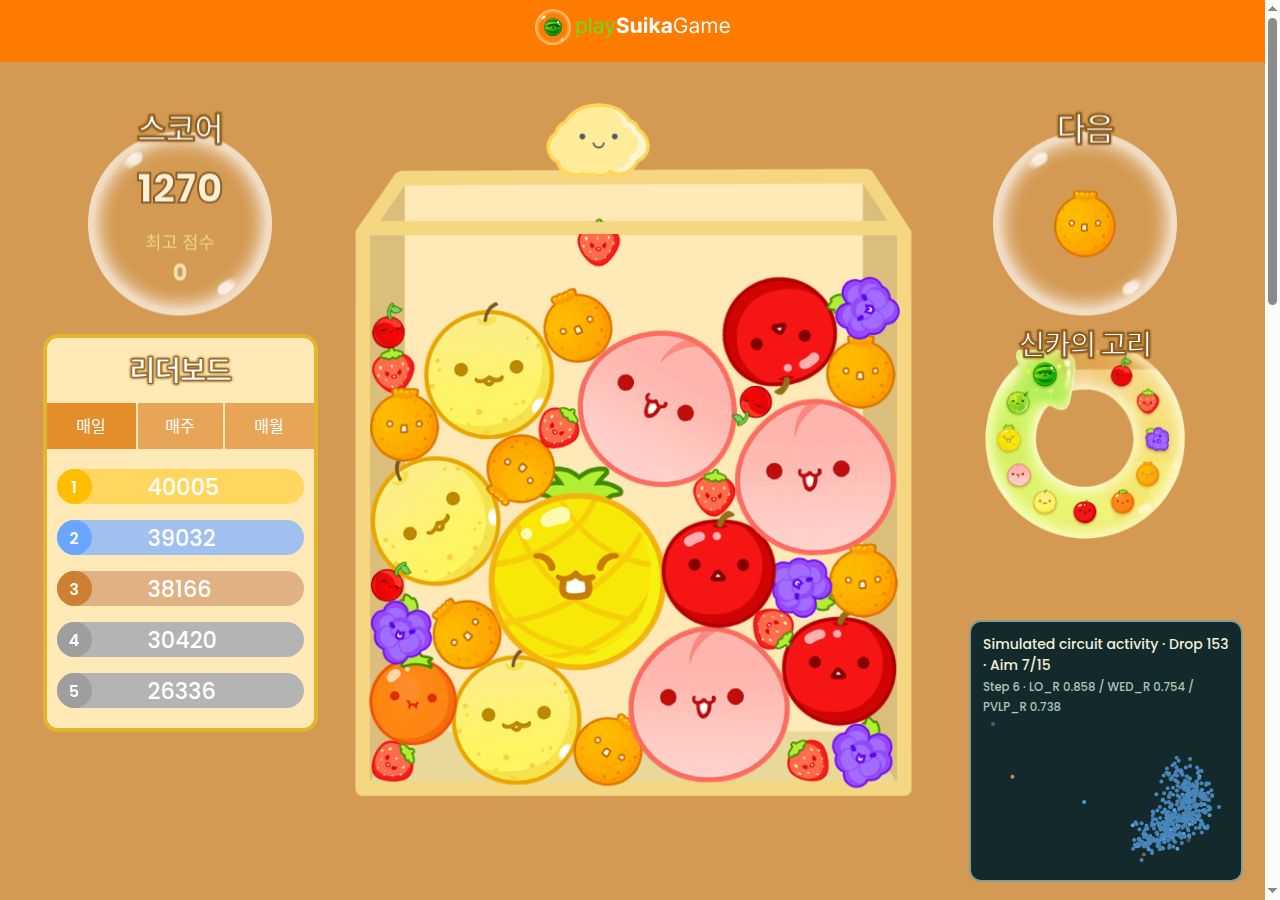 playSuikaGame
스코어
1270
최고 점수
0
다음
리더보드
매일 매주 매월
1 40005
2 39032
3 38166
4 30420
5 26336
신카의 고리
Simulated circuit activity · Drop 153
· Aim 7/15
Step 6 · LO_R 0.858 / WED_R 0.754 /
PVLP_R 0.738